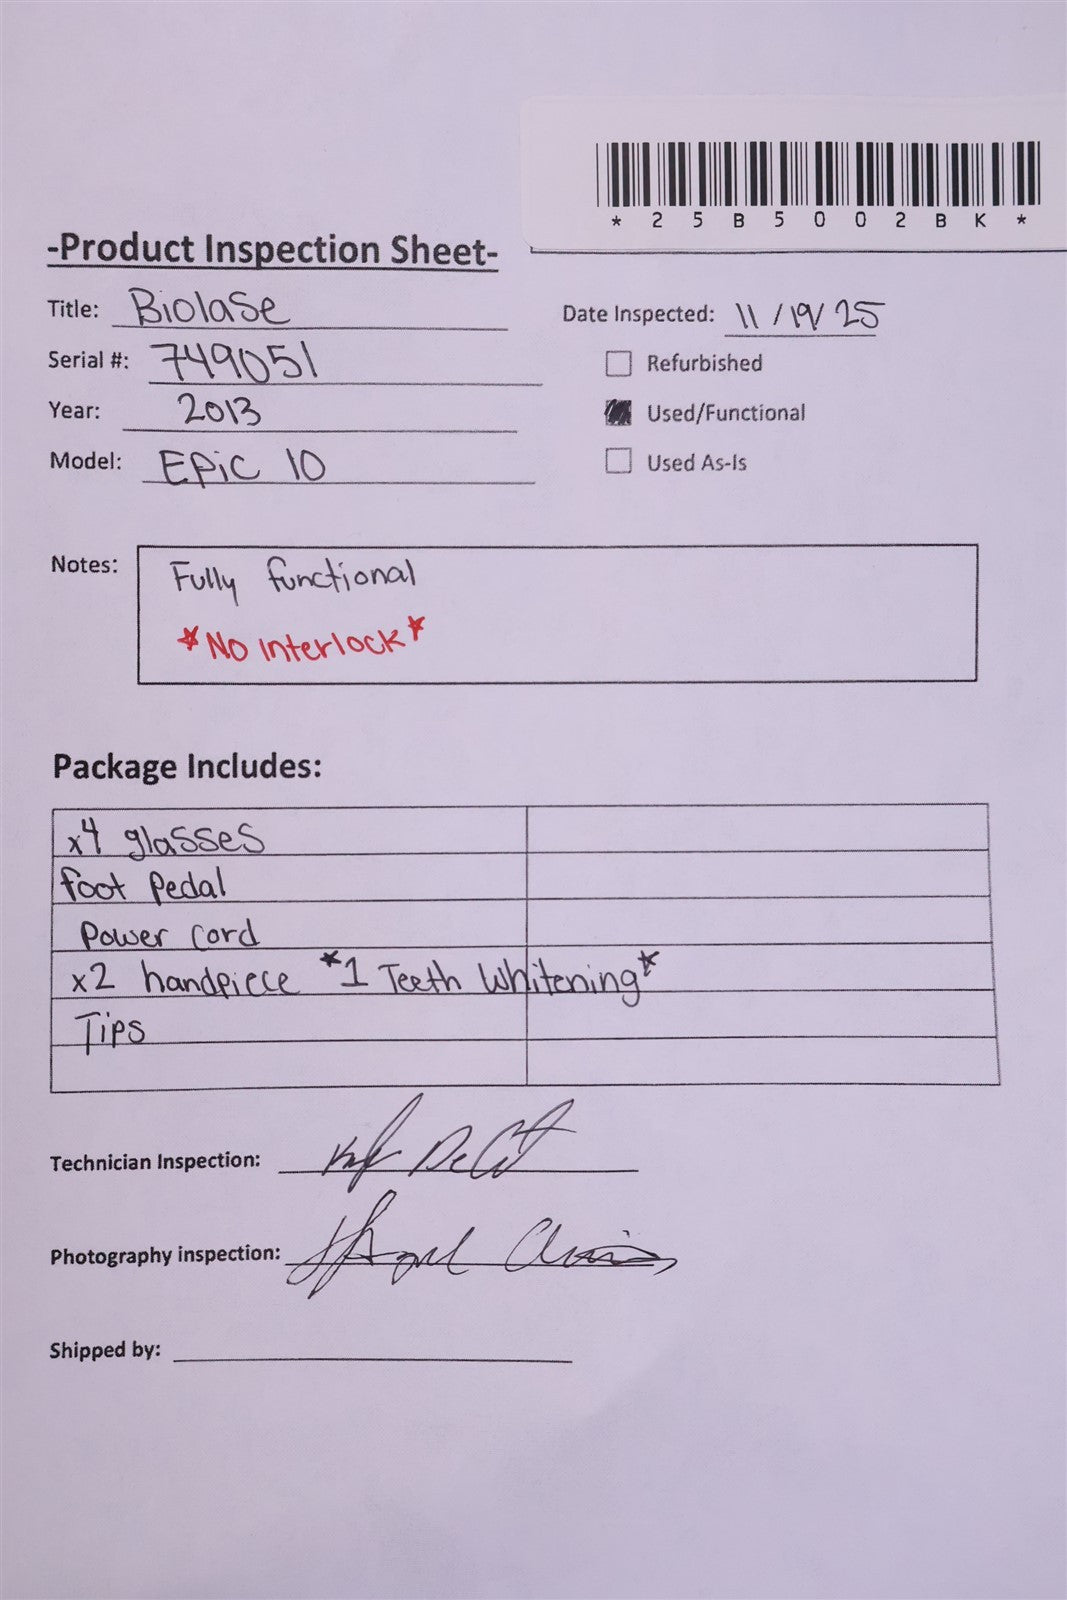 *25B5002BK*
-Product Inspection Sheet-
Title: Biolase
Date Inspected: 11/19/25
Serial #: 749051
Refurbished
Year: 2013
Used/Functional
Model: EPic 10
Used As-Is
Notes: Fully functional
*No interlock*
Package Includes:
x4 glasses
foot Pedal
Power Cord
x2 handpiece *1 Teeth Whitening*
Tips
Technician Inspection:
Photography inspection:
Shipped by: